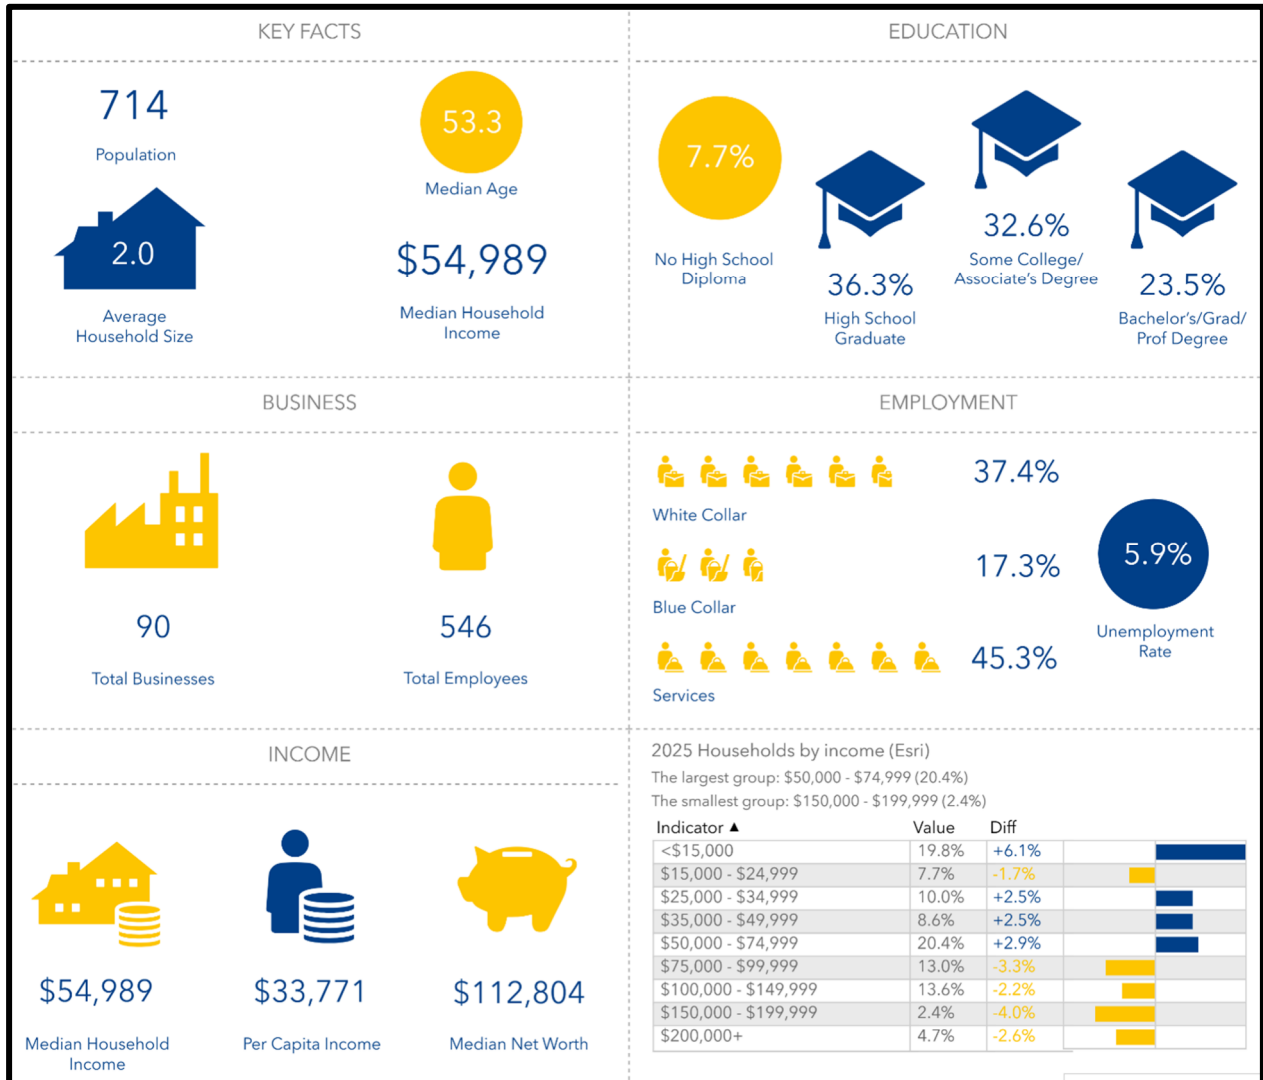 KEY FACTS
714
Population
53.3
Median Age
2.0
Average
Household Size
$54,989
Median Household
Income
EDUCATION
7.7%
No High School
Diploma
36.3%
High School
Graduate
32.6%
Some College/
Associate's Degree
23.5%
Bachelor's/Grad/
Prof Degree
BUSINESS
90
Total Businesses
546
Total Employees
EMPLOYMENT
37.4%
White Collar
17.3%
Blue Collar
45.3%
Services
5.9%
Unemployment
Rate
INCOME
$54,989
Median Household
Income
$33,771
Per Capita Income
$112,804
Median Net Worth
2025 Households by income (Esri)
The largest group: $50,000 - $74,999 (20.4%)
The smallest group: $150,000 - $199,999 (2.4%)
Indicator ▲ Value Diff
<$15,000 19.8% +6.1%
$15,000 - $24,999 7.7% -1.7%
$25,000 - $34,999 10.0% +2.5%
$35,000 - $49,999 8.6% +2.5%
$50,000 - $74,999 20.4% +2.9%
$75,000 - $99,999 13.0% -3.3%
$100,000 - $149,999 13.6% -2.2%
$150,000 - $199,999 2.4% -4.0%
$200,000+ 4.7% -2.6%